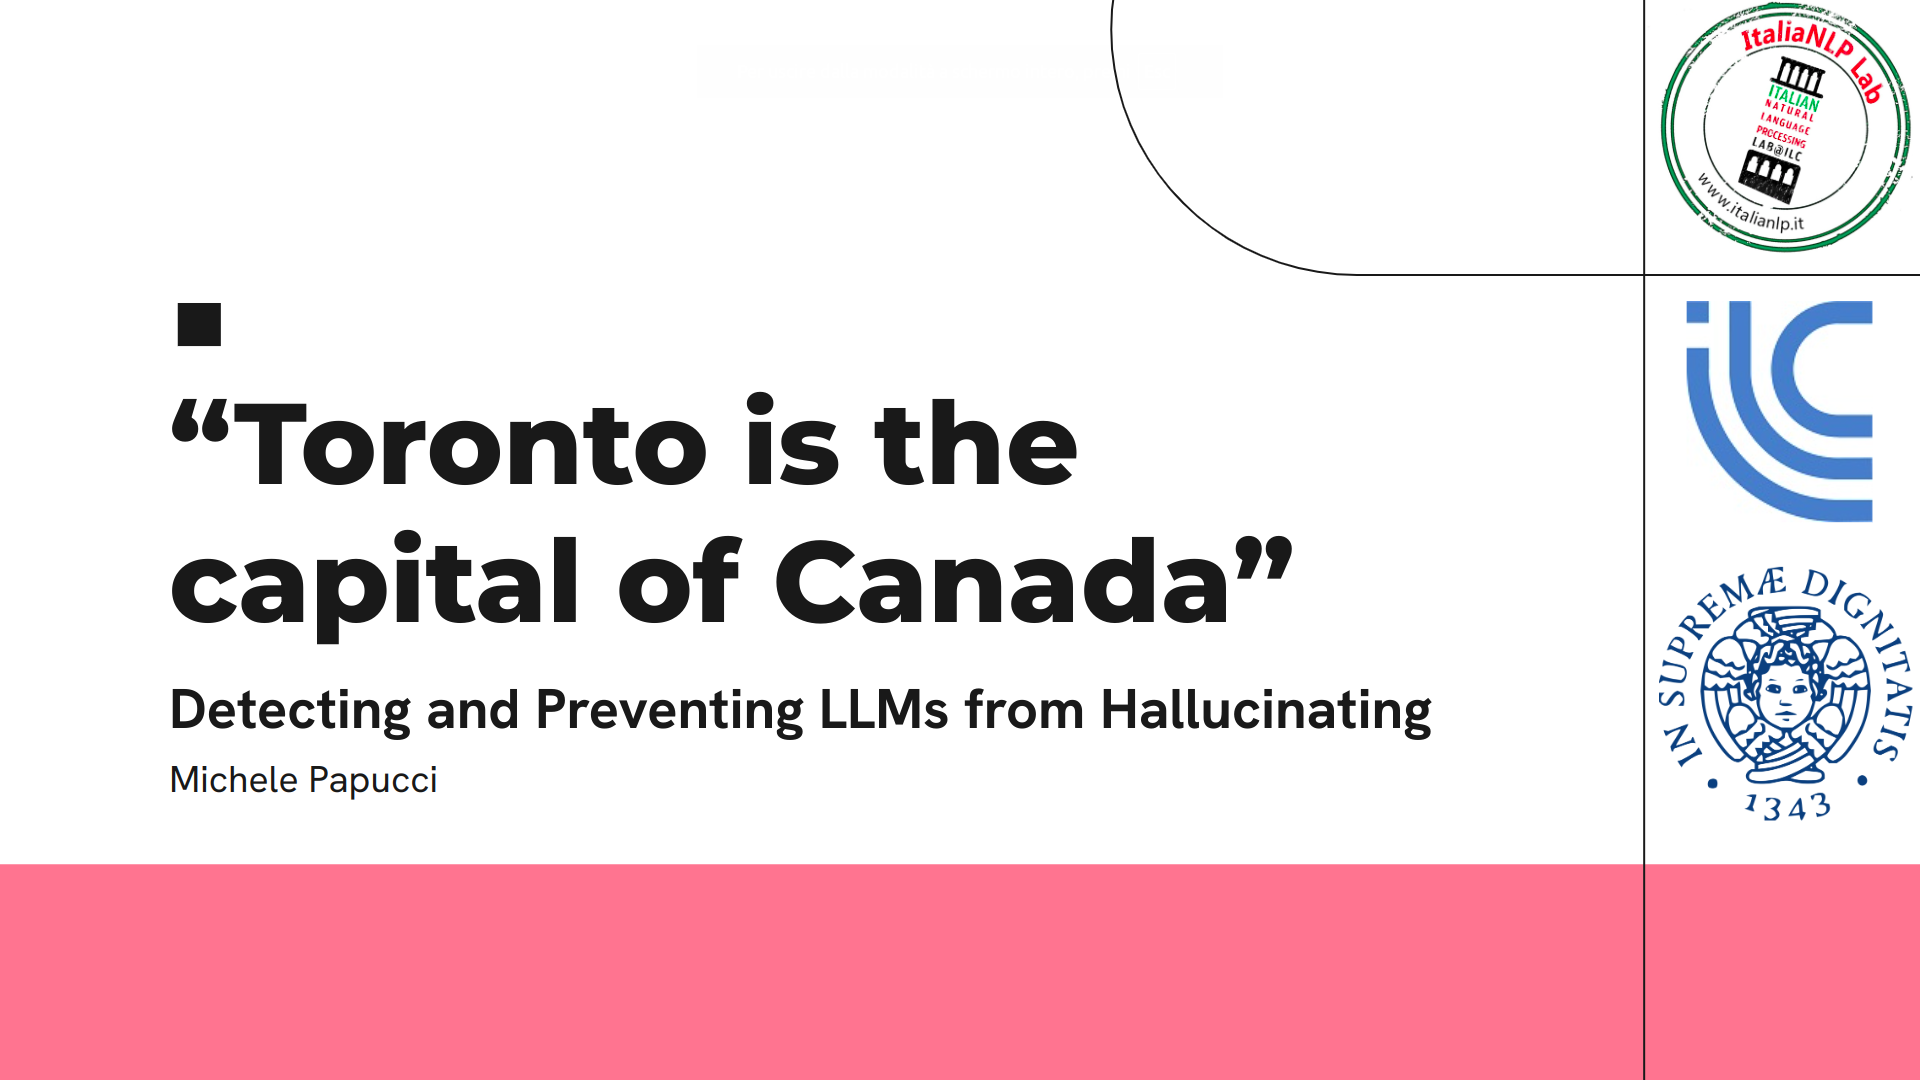 “Toronto is the
capital of Canada”
Detecting and Preventing LLMs from Hallucinating
Michele Papucci
ItaliaNLP Lab
ITALIAN
NATURAL
LANGUAGE
PROCESSING
LAB@ILC
www.italianlp.it
ilc
IN SUPREMÆ DIGNITATIS
1343